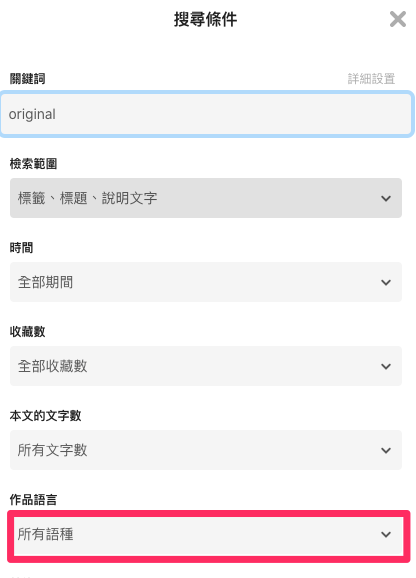 搜尋條件
關鍵詞 詳細設置
original
檢索範圍
標籤、標題、說明文字
時間
全部期間
收藏數
全部收藏數
本文的文字數
所有文字數
作品語言
所有語種